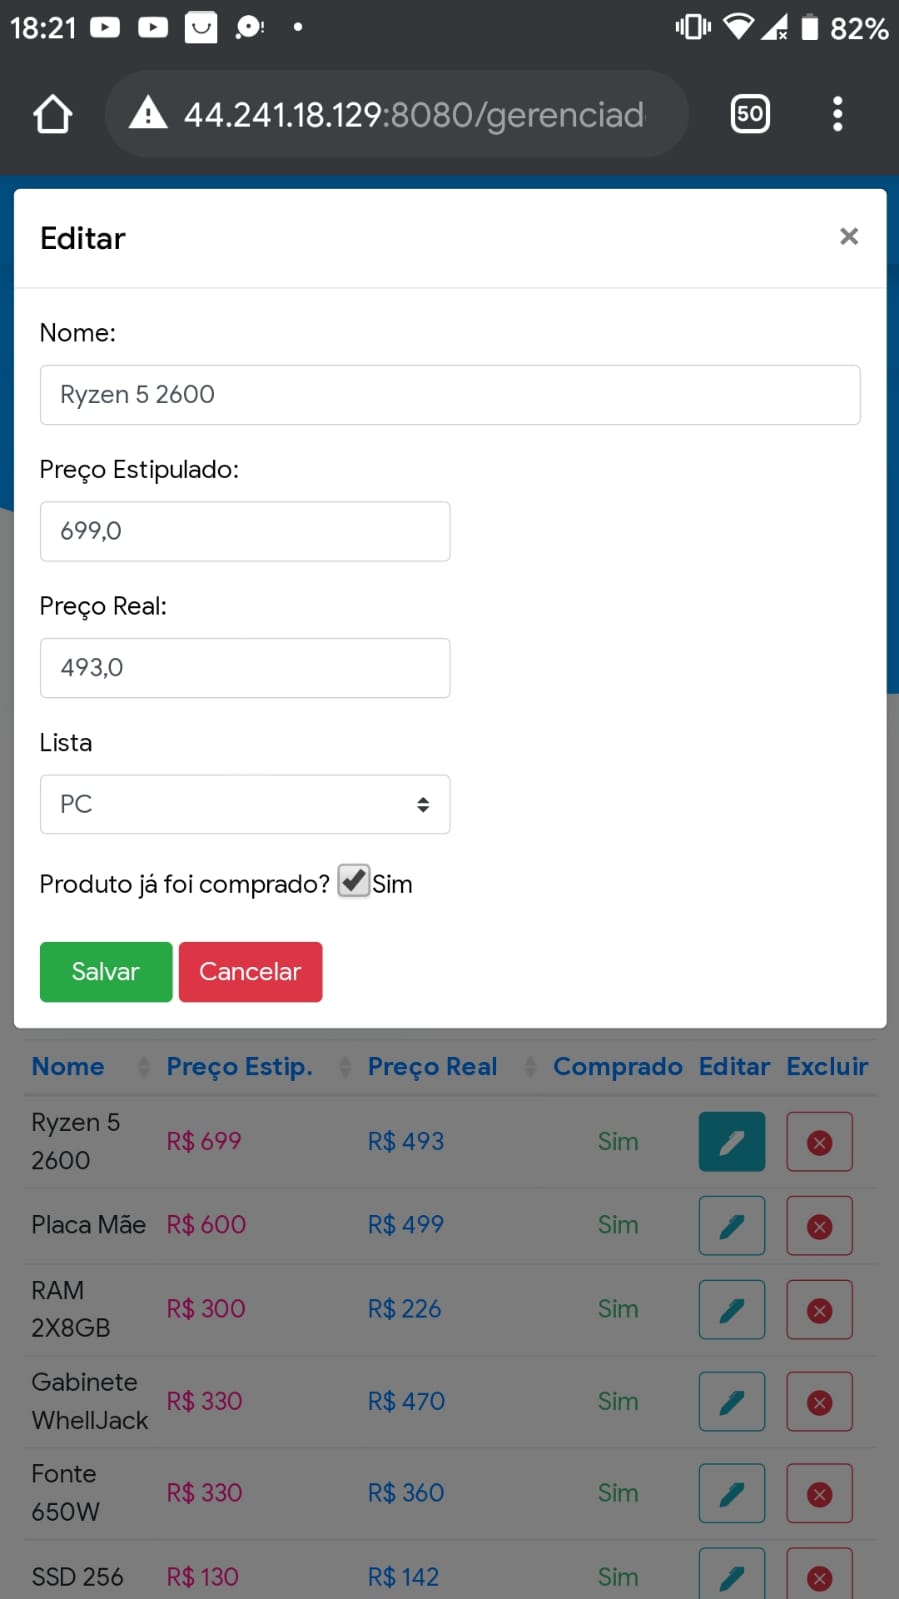 18:21
82%
44.241.18.129:8080/gerenciad
50
Editar
×
Nome:
Ryzen 5 2600
Preço Estipulado:
699,0
Preço Real:
493,0
Lista
PC
Produto já foi comprado? Sim
Salvar Cancelar
Nome Preço Estip. Preço Real Comprado Editar Excluir
Ryzen 5
2600
R$ 699 R$ 493 Sim
Placa Mãe R$ 600 R$ 499 Sim
RAM
2X8GB
R$ 300 R$ 226 Sim
Gabinete
WhellJack
R$ 330 R$ 470 Sim
Fonte
650W
R$ 330 R$ 360 Sim
SSD 256 R$ 130 R$ 142 Sim